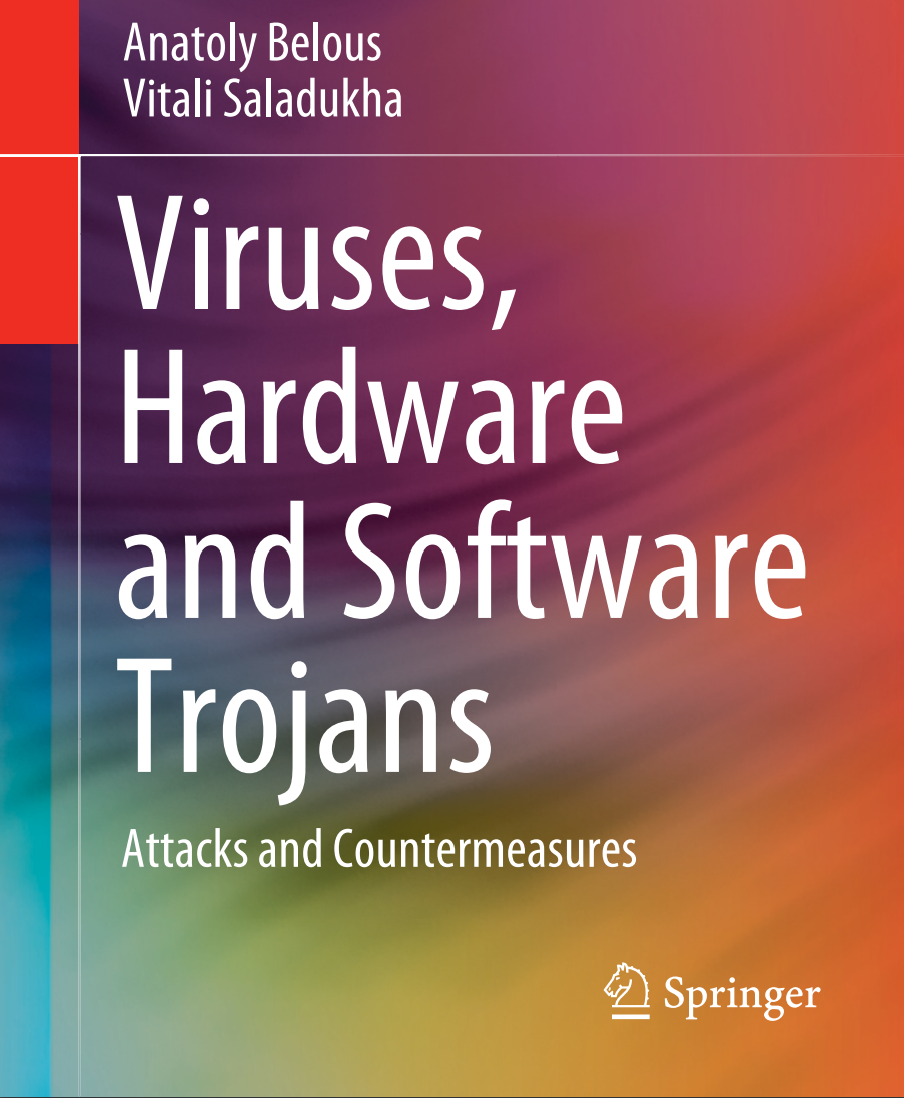 Anatoly Belous
Vitali Saladukha
Viruses,
Hardware
and Software
Trojans
Attacks and Countermeasures
Springer